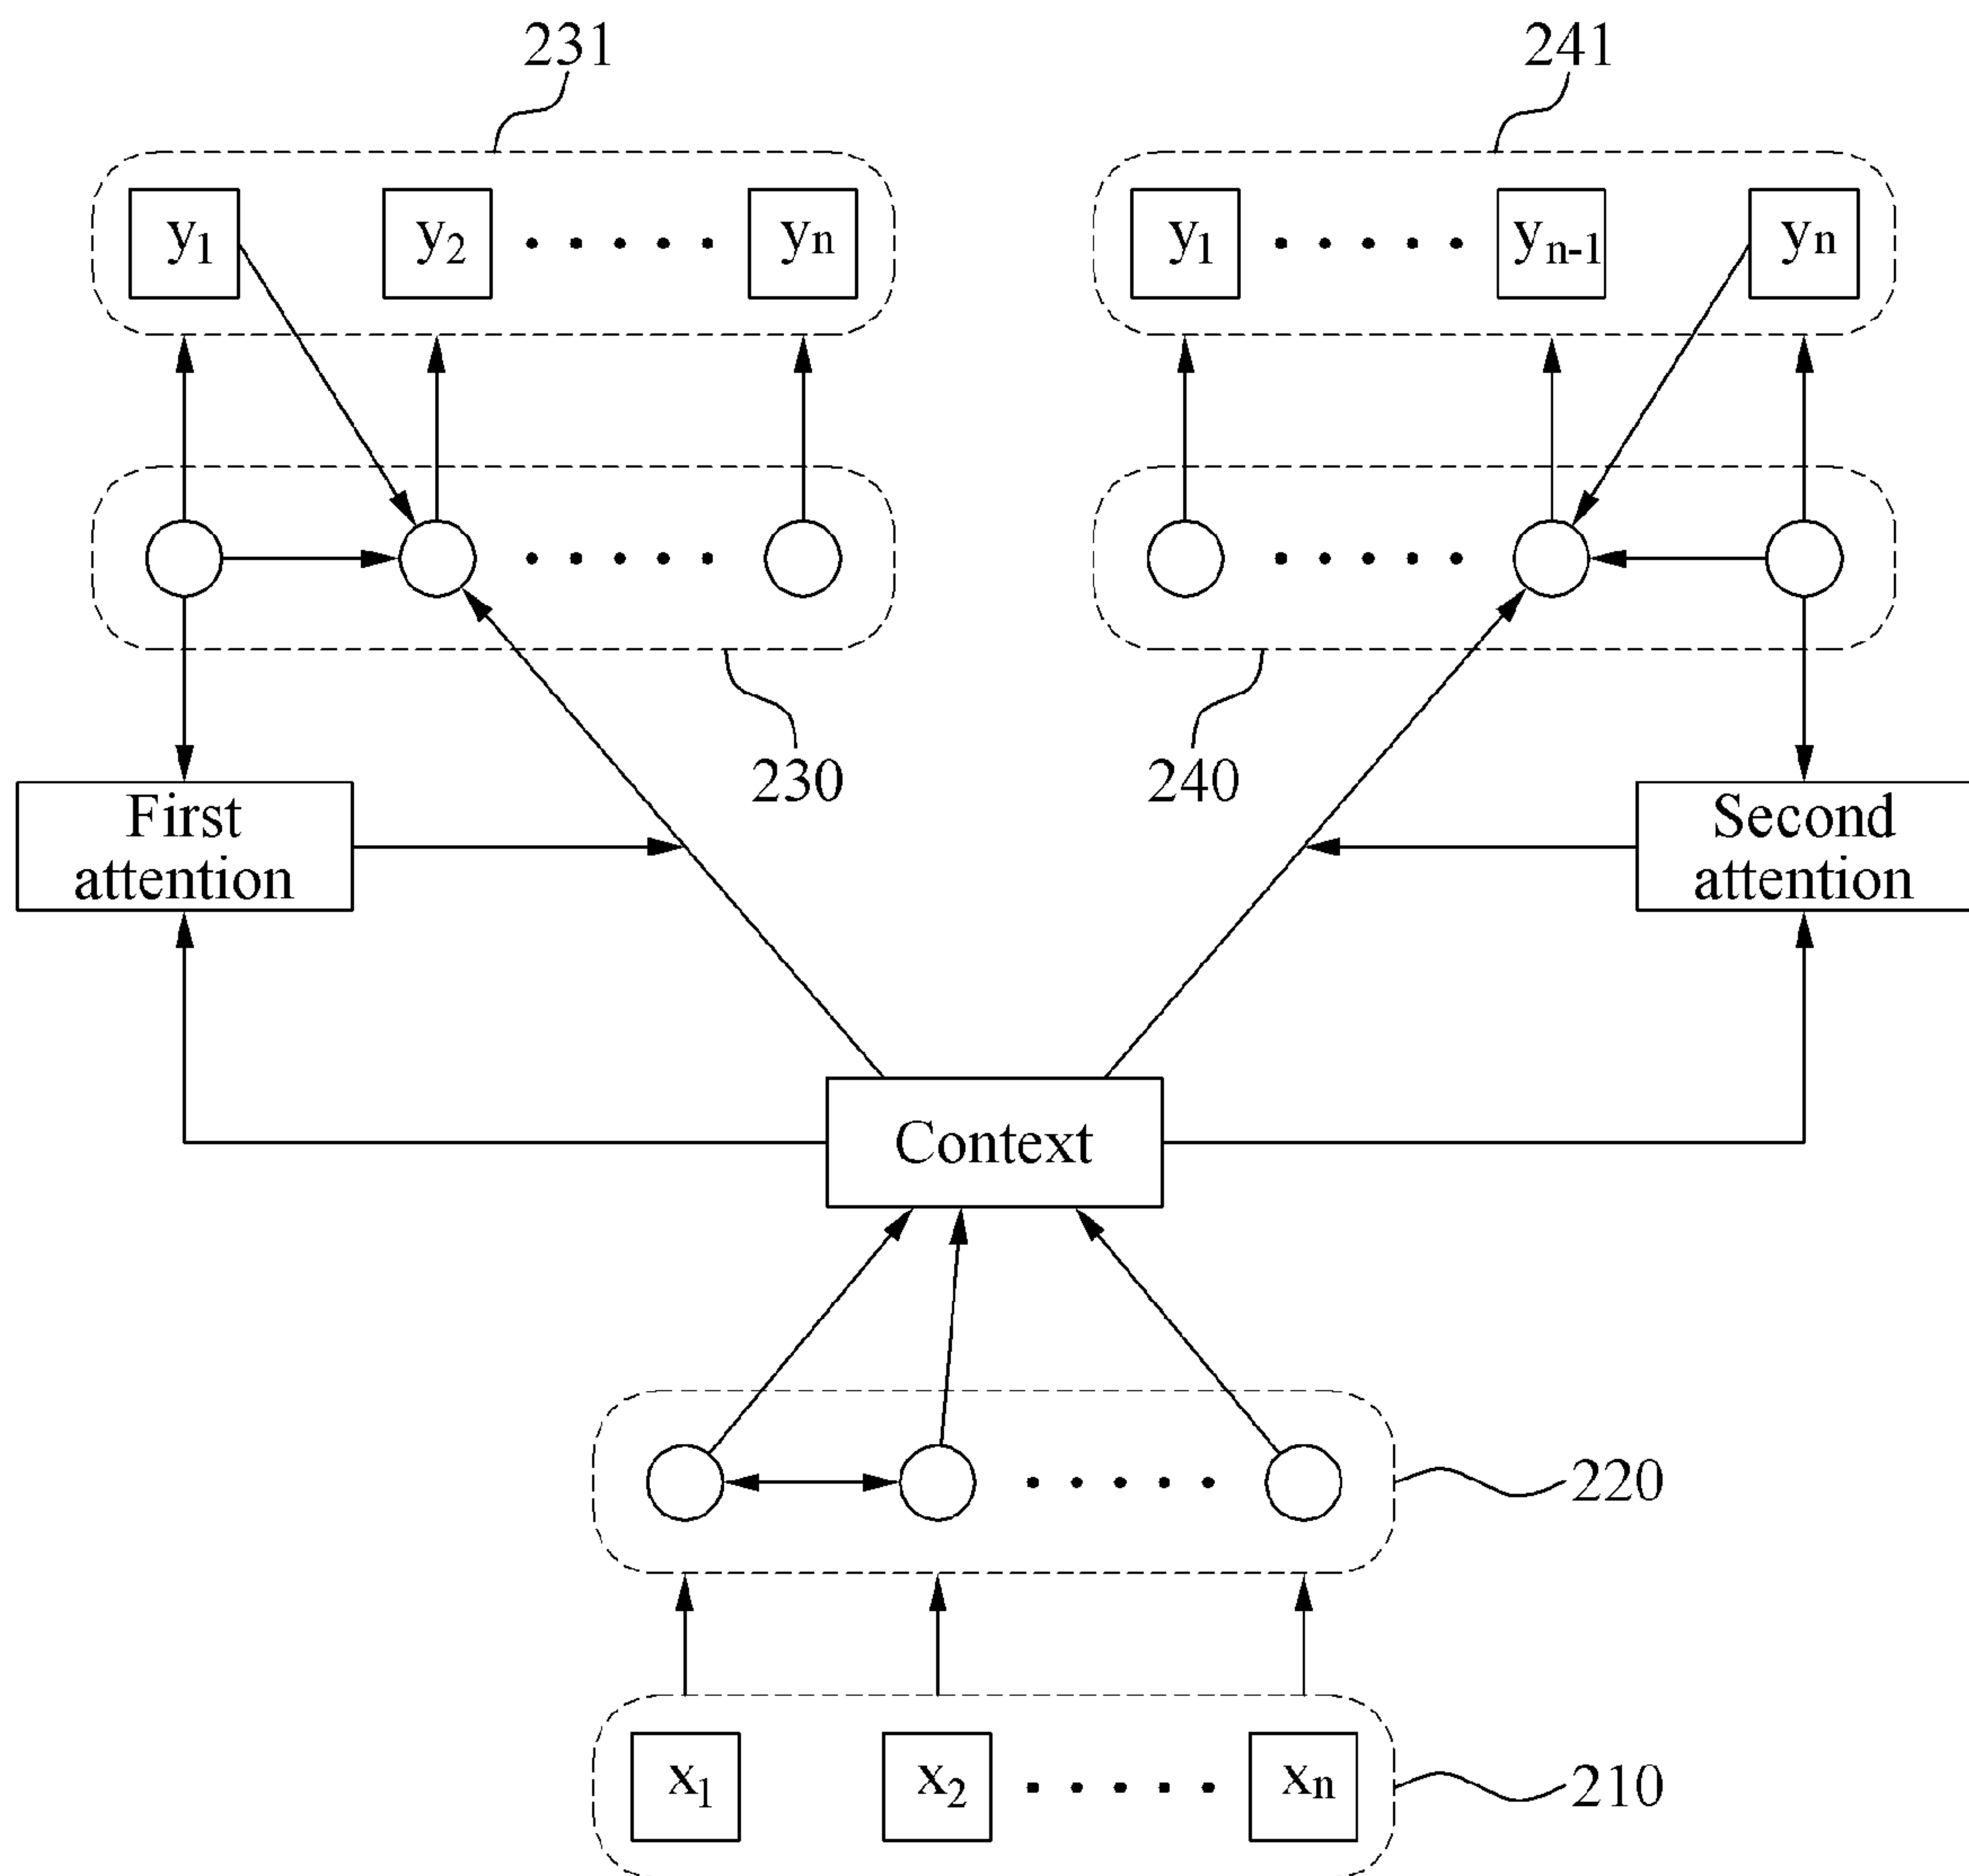 231 241
y1 y2 yn y1 yn-1 yn
230 240
First attention
Second attention
Context
220
x1 x2 xn
210